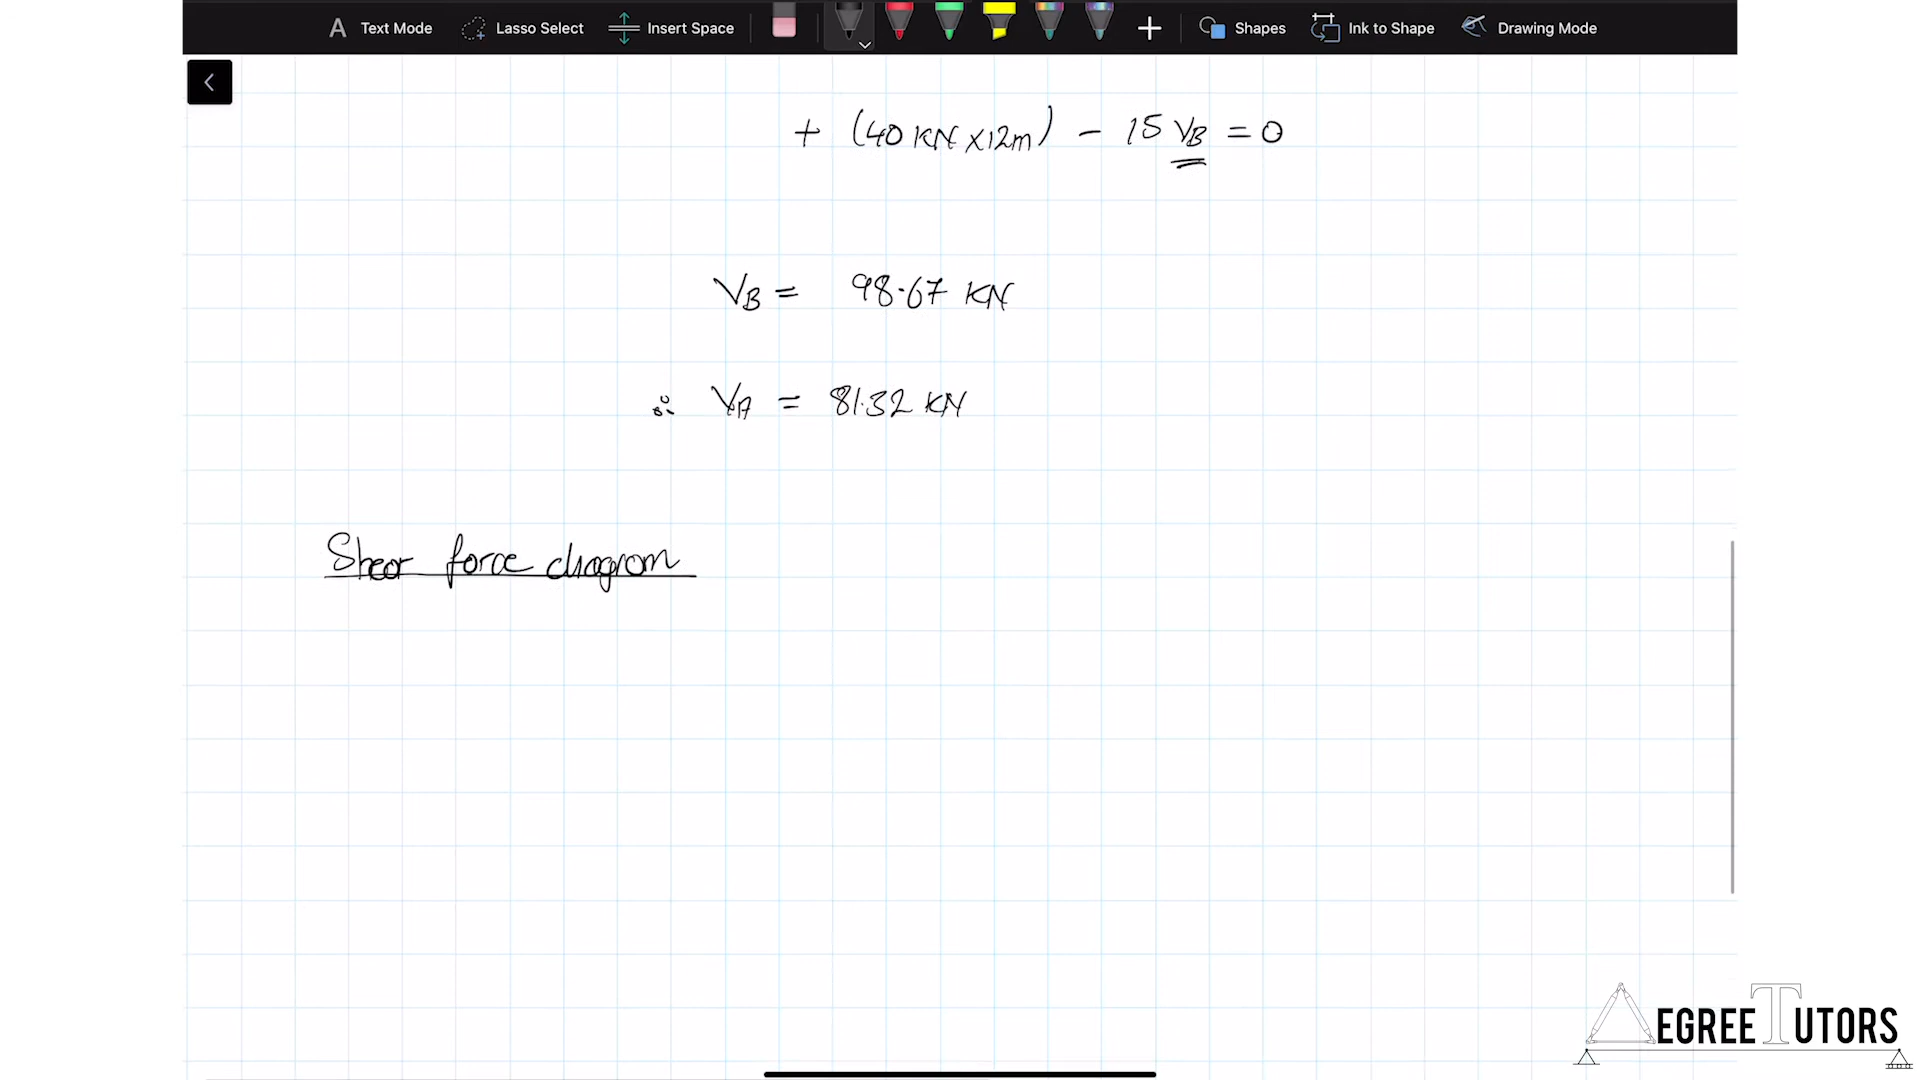 Text Mode Lasso Select Insert Space Shapes Ink to Shape Drawing Mode
+ (40 KN x 12m) - 15 VB = 0
VB = 98.67 KN
∴ VA = 81.32 KN
Shear force diagram
DEGREE TUTORS